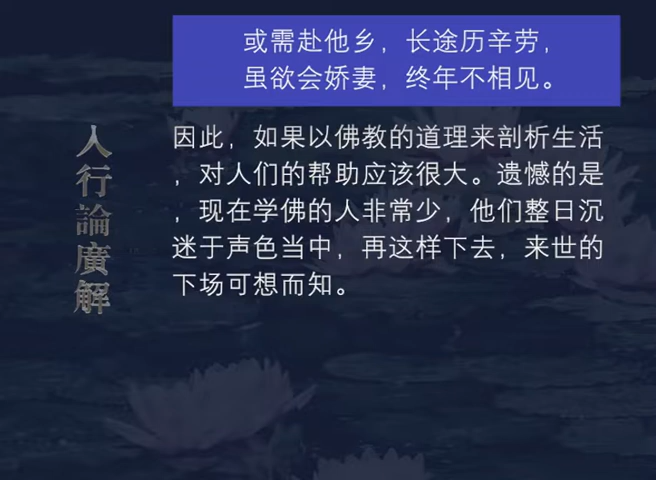 或需赴他乡，长途历辛劳，
虽欲会娇妻，终年不相见。
因此，如果以佛教的道理来剖析生活
，对人们的帮助应该很大。遗憾的是
，现在学佛的人非常少，他们整日沉
迷于声色当中，再这样下去，来世的
下场可想而知。
入行論廣解